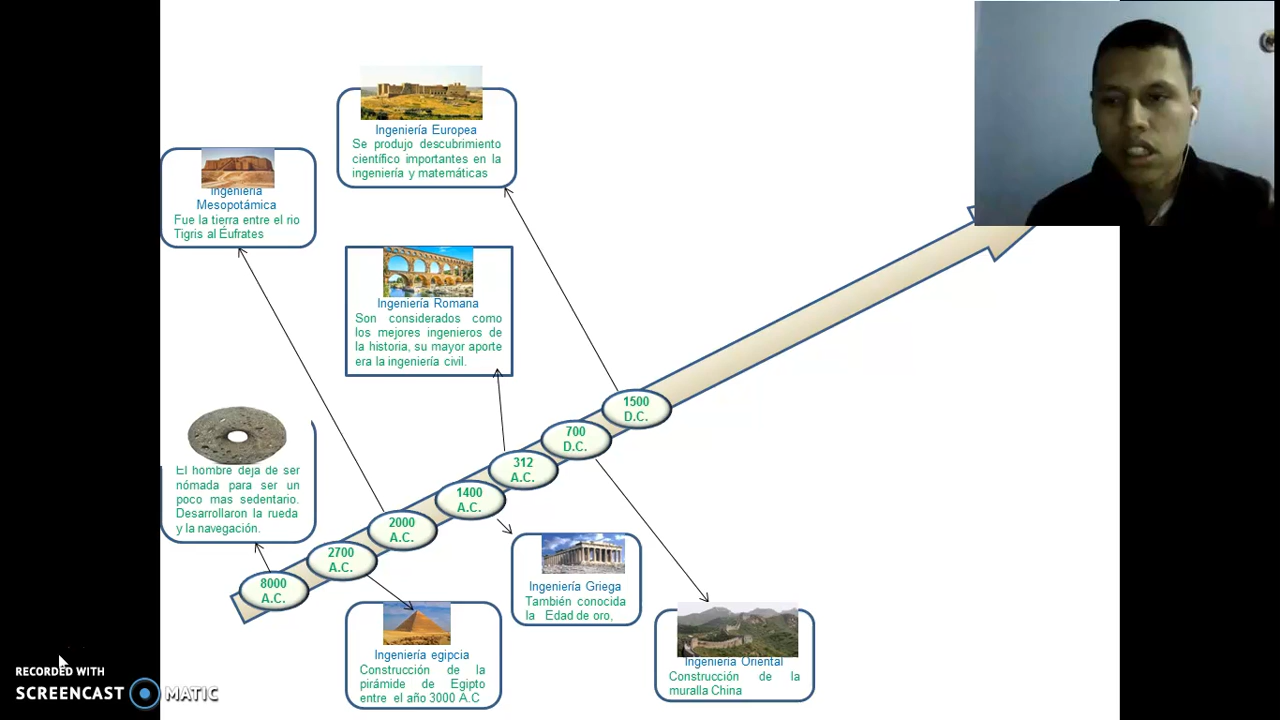 Ingeniería Europea
Se produjo descubrimiento
científico importantes en la
ingeniería y matemáticas
Ingeniería
Mesopotámica
Fue la tierra entre el rio
Tigris al Éufrates
Ingeniería Romana
Son considerados como
los mejores ingenieros de
la historia, su mayor aporte
era la ingeniería civil.
El hombre deja de ser
nómada para ser un
poco mas sedentario.
Desarrollaron la rueda
y la navegación.
1500
D.C.
700
D.C.
312
A.C.
1400
A.C.
2000
A.C.
2700
A.C.
8000
A.C.
Ingeniería Griega
También conocida
la Edad de oro,
Ingeniería egipcia
Construcción de la
pirámide de Egipto
entre el año 3000 A.C
Ingeniería Oriental
Construcción de la
muralla China
RECORDED WITH
SCREENCAST MATIC